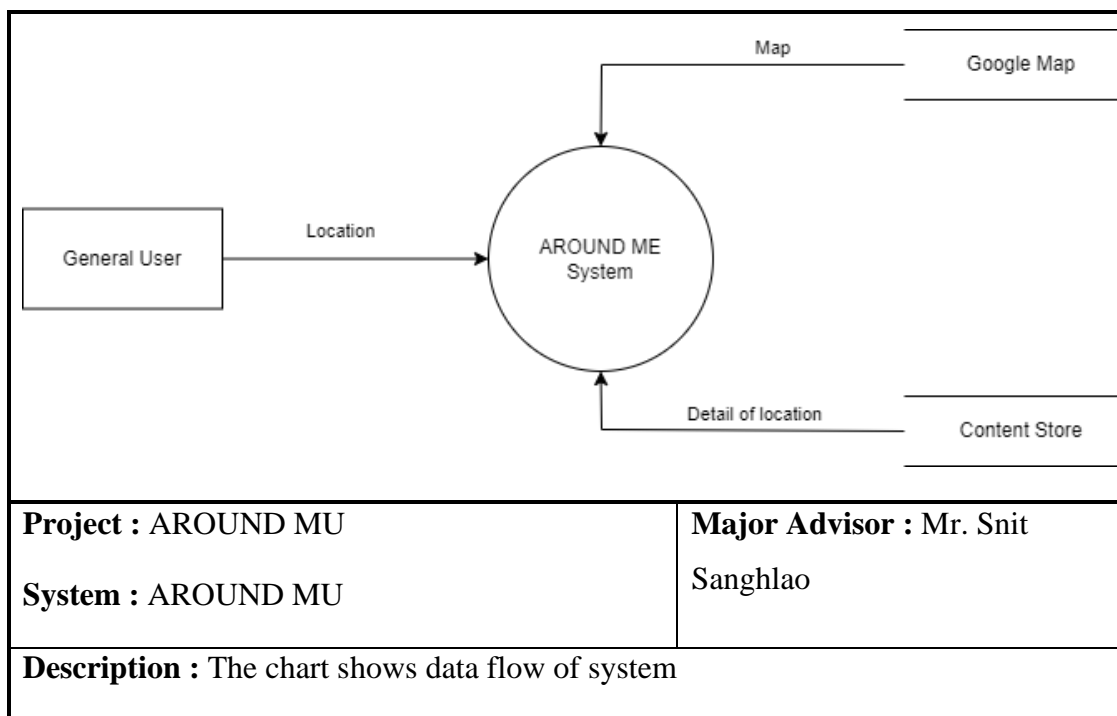 Map
Google Map
General User
Location
AROUND ME
System
Detail of location
Content Store
Project : AROUND MU
System : AROUND MU
Major Advisor : Mr. Snit
Sanghlao
Description : The chart shows data flow of system